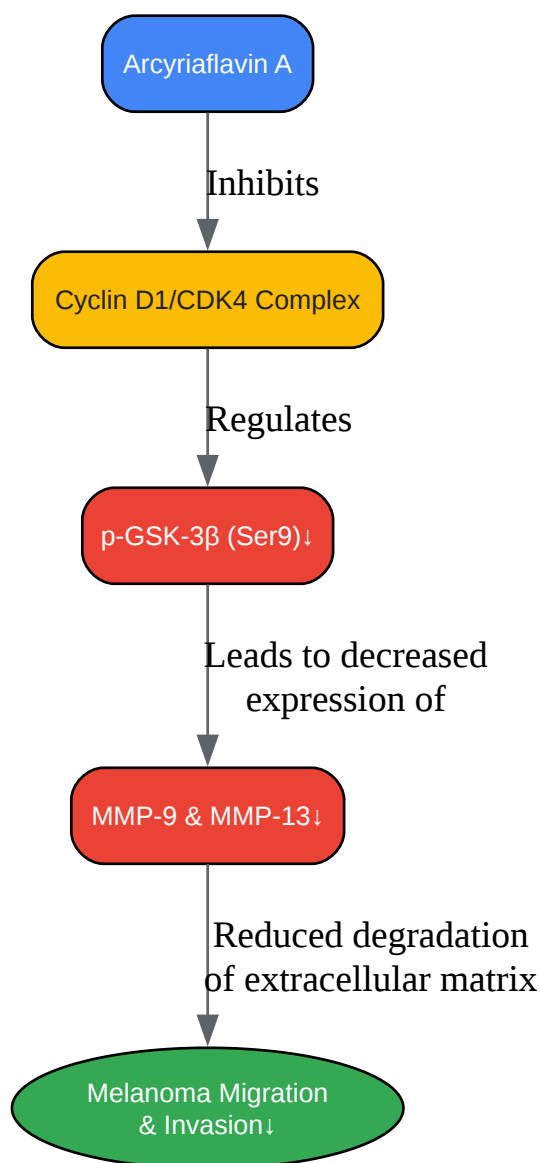 Arcyriaflavin A
Inhibits
Cyclin D1/CDK4 Complex
Regulates
p-GSK-3β (Ser9)↓
Leads to decreased
expression of
MMP-9 & MMP-13↓
Reduced degradation
of extracellular matrix
Melanoma Migration
& Invasion↓